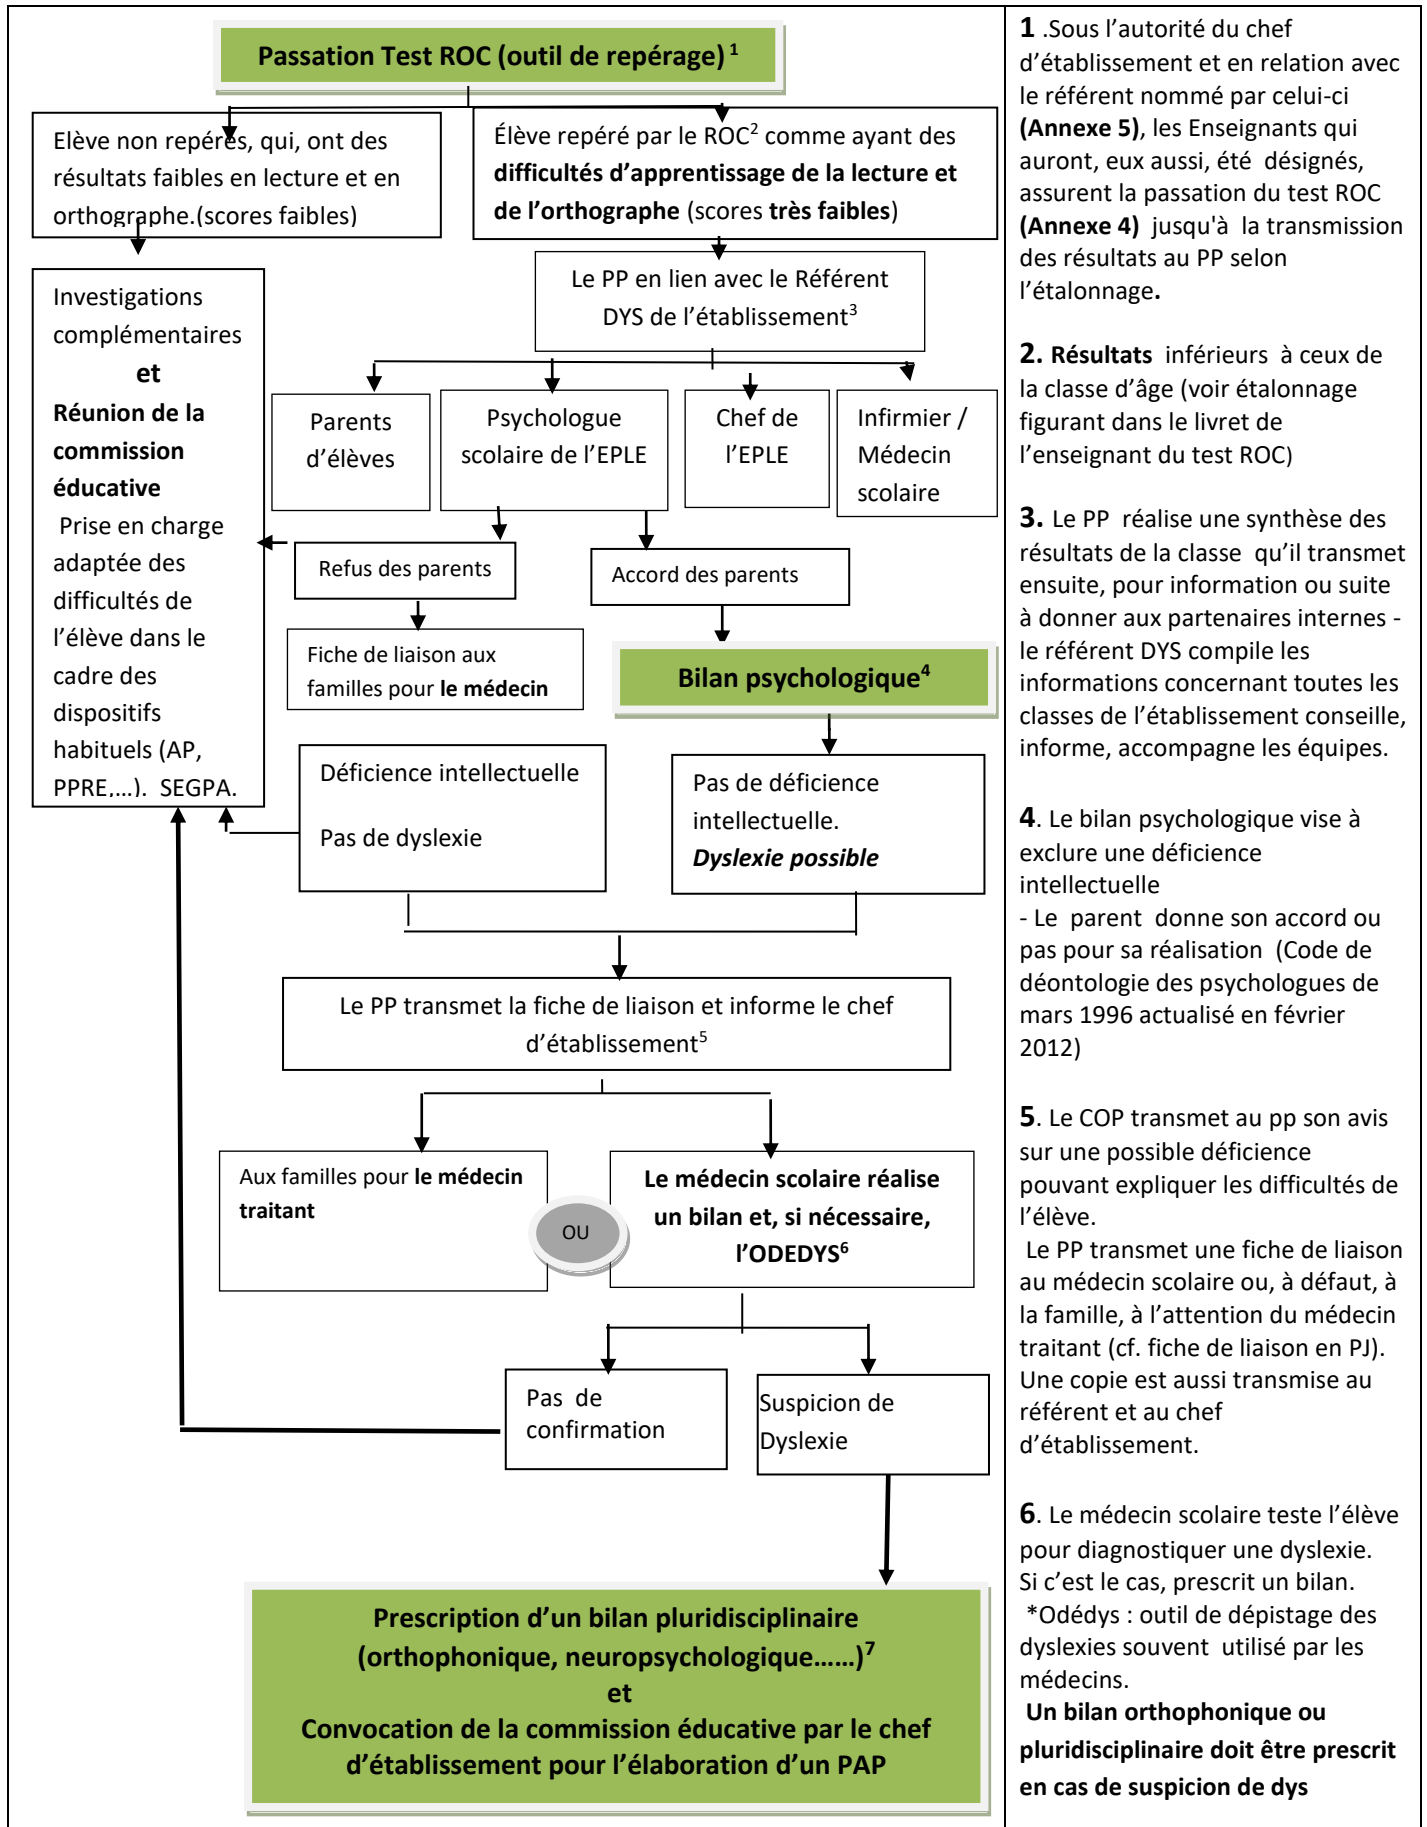 Passation Test ROC (outil de repérage) 1
Elève non repérés, qui, ont des
résultats faibles en lecture et en
orthographe.(scores faibles)
Élève repéré par le ROC2 comme ayant des
difficultés d'apprentissage de la lecture et
de l'orthographe (scores très faibles)
Le PP en lien avec le Référent
DYS de l'établissement3
Investigations
complémentaires
et
Réunion de la
commission
éducative
Prise en charge
adaptée des
difficultés de
l'élève dans le
cadre des
dispositifs
habituels (AP,
PPRE,...). SEGPA.
Parents
d'élèves
Psychologue
scolaire de l'EPLE
Chef de
l'EPLE
Infirmier /
Médecin
scolaire
Refus des parents
Accord des parents
Fiche de liaison aux
familles pour le médecin
Bilan psychologique4
Déficience intellectuelle
Pas de dyslexie
Pas de déficience
intellectuelle.
Dyslexie possible
Le PP transmet la fiche de liaison et informe le chef
d'établissement5
Aux familles pour le médecin
traitant
OU
Le médecin scolaire réalise
un bilan et, si nécessaire,
l'ODEDYS6
Pas de
confirmation
Suspicion de
Dyslexie
Prescription d'un bilan pluridisciplinaire
(orthophonique, neuropsychologique……)7
et
Convocation de la commission éducative par le chef
d'établissement pour l'élaboration d'un PAP
1 .Sous l'autorité du chef
d'établissement et en relation avec
le référent nommé par celui-ci
(Annexe 5), les Enseignants qui
auront, eux aussi, été désignés,
assurent la passation du test ROC
(Annexe 4) jusqu'à la transmission
des résultats au PP selon
l'étalonnage.
2. Résultats inférieurs à ceux de
la classe d'âge (voir étalonnage
figurant dans le livret de
l'enseignant du test ROC)
3. Le PP réalise une synthèse des
résultats de la classe qu'il transmet
ensuite, pour information ou suite
à donner aux partenaires internes -
le référent DYS compile les
informations concernant toutes les
classes de l'établissement conseille,
informe, accompagne les équipes.
4. Le bilan psychologique vise à
exclure une déficience
intellectuelle
- Le parent donne son accord ou
pas pour sa réalisation (Code de
déontologie des psychologues de
mars 1996 actualisé en février
2012)
5. Le COP transmet au pp son avis
sur une possible déficience
pouvant expliquer les difficultés de
l'élève.
Le PP transmet une fiche de liaison
au médecin scolaire ou, à défaut, à
la famille, à l'attention du médecin
traitant (cf. fiche de liaison en PJ).
Une copie est aussi transmise au
référent et au chef
d'établissement.
6. Le médecin scolaire teste l'élève
pour diagnostiquer une dyslexie.
Si c'est le cas, prescrit un bilan.
*Odédys : outil de dépistage des
dyslexies souvent utilisé par les
médecins.
Un bilan orthophonique ou
pluridisciplinaire doit être prescrit
en cas de suspicion de dys